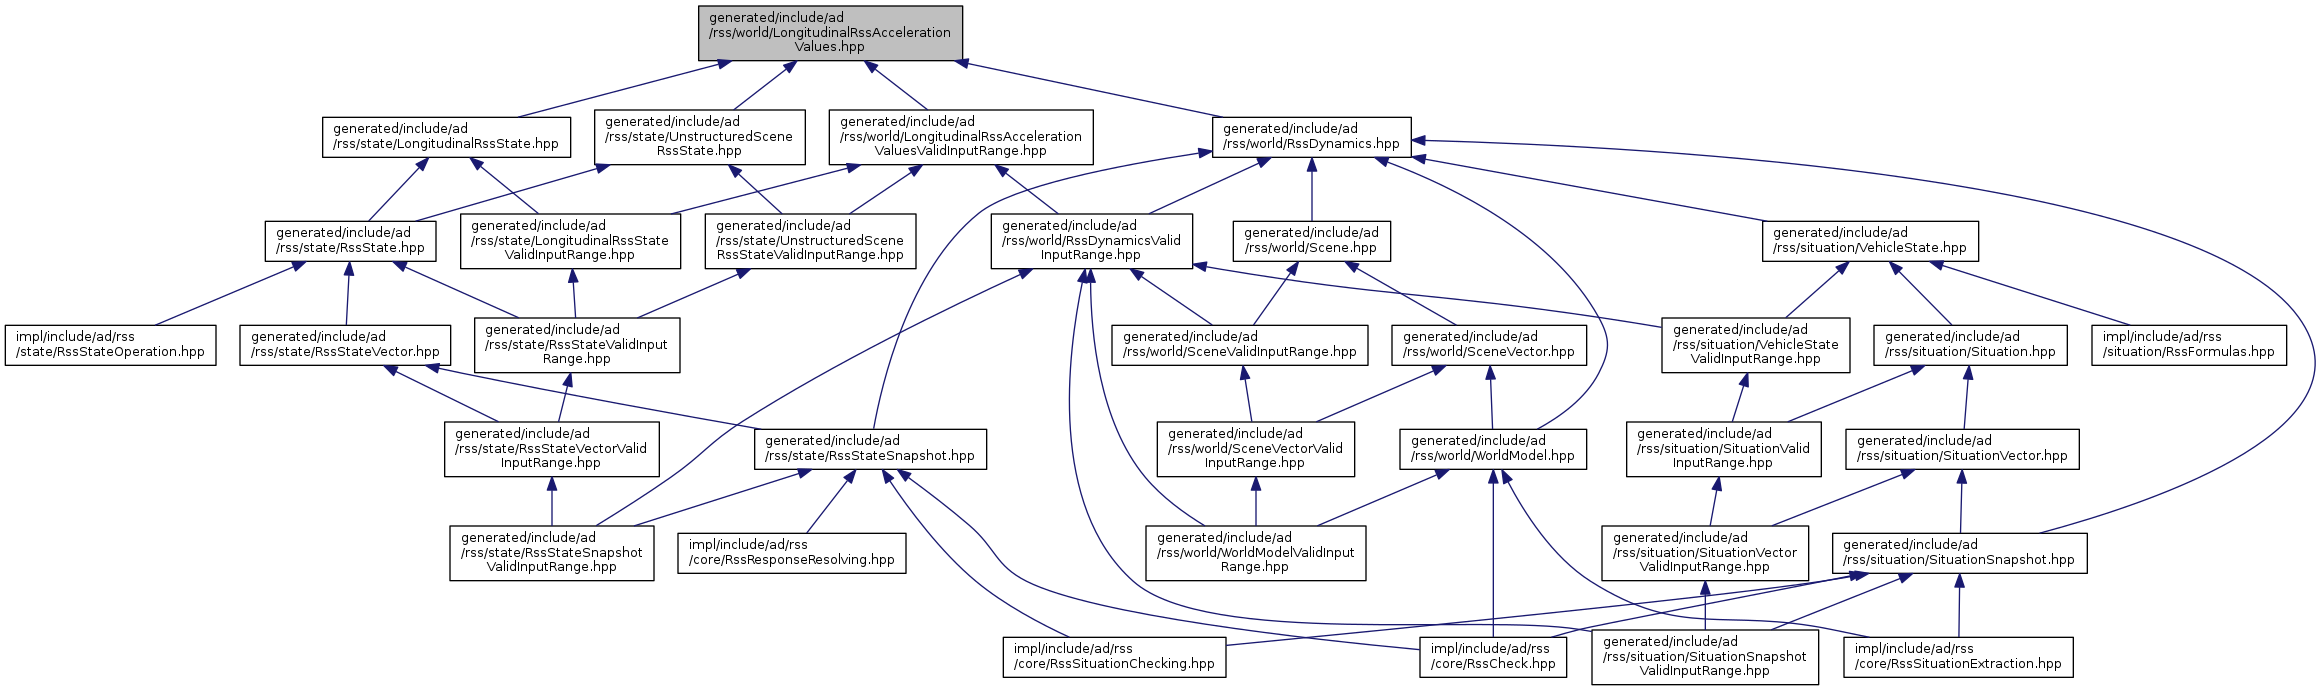 generated/include/ad
/rss/world/LongitudinalRssAcceleration
Values.hpp
generated/include/ad
/rss/state/LongitudinalRssState.hpp
generated/include/ad
/rss/state/UnstructuredScene
RssState.hpp
generated/include/ad
/rss/world/LongitudinalRssAcceleration
ValuesValidInputRange.hpp
generated/include/ad
/rss/world/RssDynamics.hpp
generated/include/ad
/rss/state/RssState.hpp
generated/include/ad
/rss/state/LongitudinalRssState
ValidInputRange.hpp
generated/include/ad
/rss/state/UnstructuredScene
RssStateValidInputRange.hpp
generated/include/ad
/rss/world/RssDynamicsValid
InputRange.hpp
generated/include/ad
/rss/world/Scene.hpp
generated/include/ad
/rss/situation/VehicleState.hpp
impl/include/ad/rss
/state/RssStateOperation.hpp
generated/include/ad
/rss/state/RssStateVector.hpp
generated/include/ad
/rss/state/RssStateValidInput
Range.hpp
generated/include/ad
/rss/world/SceneValidInputRange.hpp
generated/include/ad
/rss/world/SceneVector.hpp
generated/include/ad
/rss/situation/VehicleState
ValidInputRange.hpp
generated/include/ad
/rss/situation/Situation.hpp
impl/include/ad/rss
/situation/RssFormulas.hpp
generated/include/ad
/rss/state/RssStateVectorValid
InputRange.hpp
generated/include/ad
/rss/state/RssStateSnapshot.hpp
generated/include/ad
/rss/world/SceneVectorValid
InputRange.hpp
generated/include/ad
/rss/world/WorldModel.hpp
generated/include/ad
/rss/situation/SituationValid
InputRange.hpp
generated/include/ad
/rss/situation/SituationVector.hpp
generated/include/ad
/rss/state/RssStateSnapshot
ValidInputRange.hpp
impl/include/ad/rss
/core/RssResponseResolving.hpp
generated/include/ad
/rss/world/WorldModelValidInput
Range.hpp
generated/include/ad
/rss/situation/SituationVector
ValidInputRange.hpp
generated/include/ad
/rss/situation/SituationSnapshot.hpp
impl/include/ad/rss
/core/RssSituationChecking.hpp
impl/include/ad/rss
/core/RssCheck.hpp
generated/include/ad
/rss/situation/SituationSnapshot
ValidInputRange.hpp
impl/include/ad/rss
/core/RssSituationExtraction.hpp